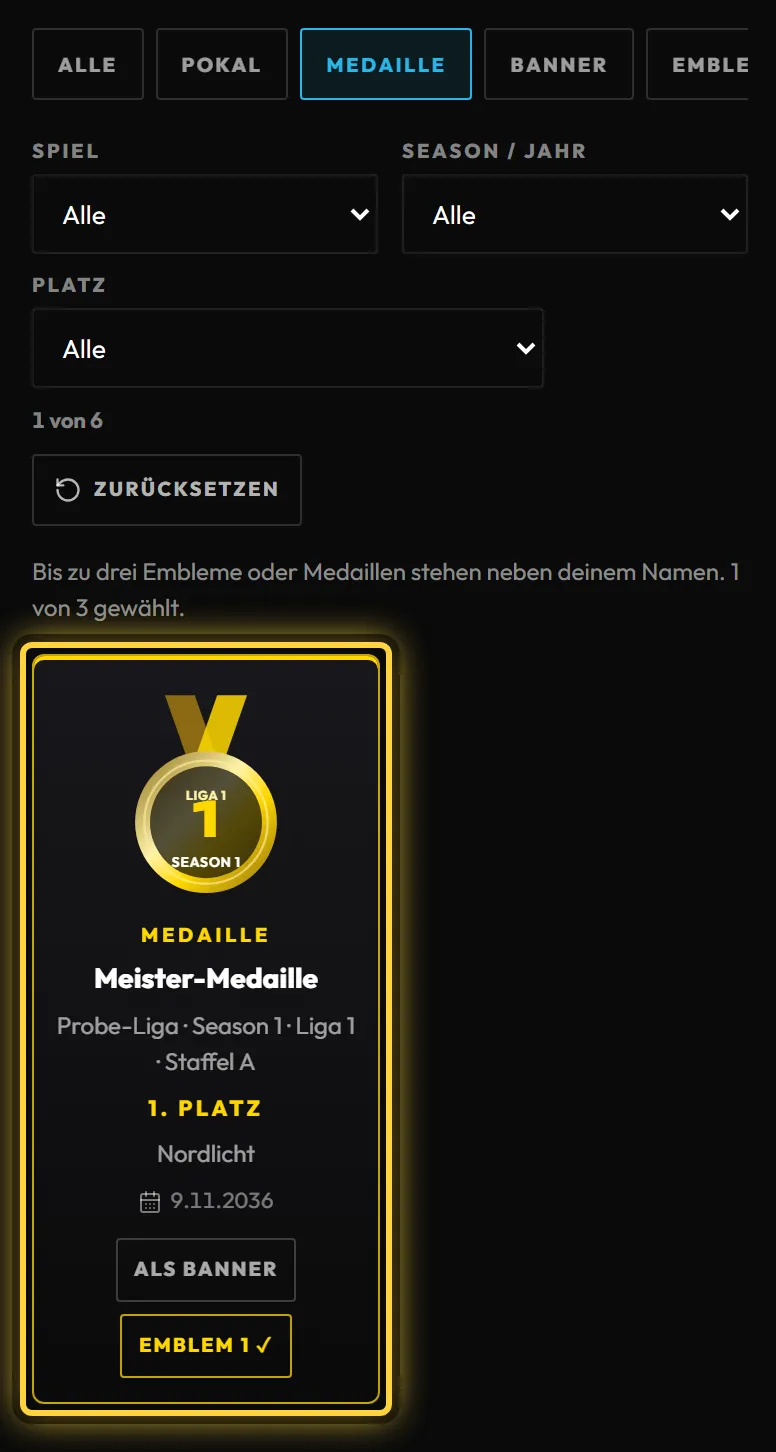 ALLE POKAL MEDAILLE BANNER EMBLE
SPIEL SEASON / JAHR
Alle Alle
PLATZ
Alle
1 von 6
ZURÜCKSETZEN
Bis zu drei Embleme oder Medaillen stehen neben deinem Namen. 1
von 3 gewählt.
LIGA 1
1
SEASON 1
MEDAILLE
Meister-Medaille
Probe-Liga · Season 1 · Liga 1
· Staffel A
1. PLATZ
Nordlicht
9.11.2036
ALS BANNER
EMBLEM 1 ✓